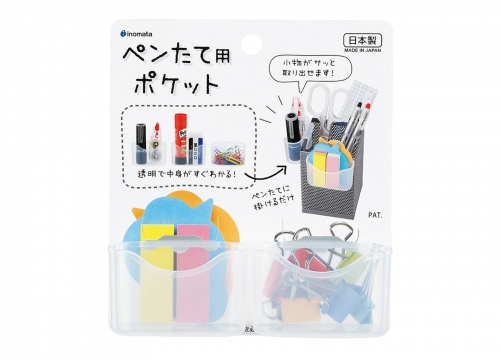 inomata
ペンたて用
ポケット
日本製
MADE IN JAPAN
小物がサッと
取り出せます!
透明で中身がすぐわかる!
ペンたてに
掛けるだけ
PAT.